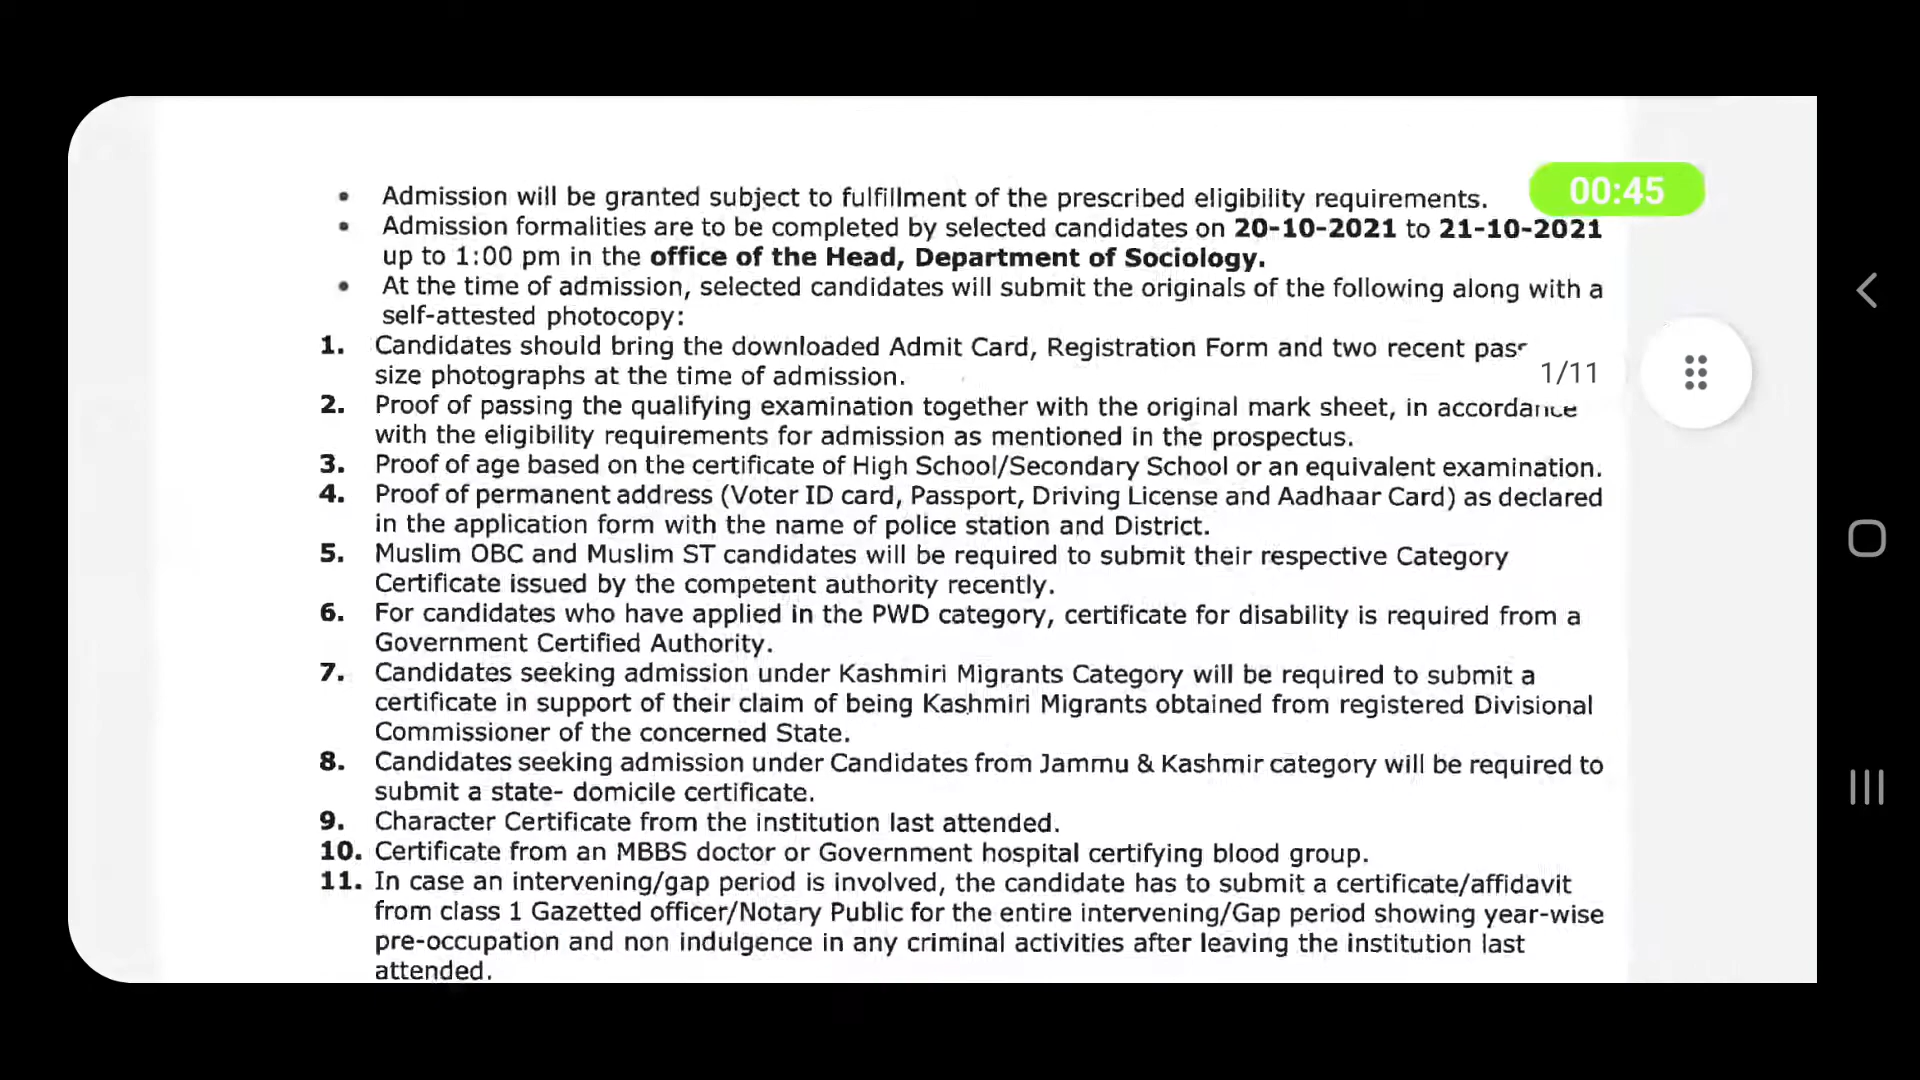 • Admission will be granted subject to fulfillment of the prescribed eligibility requirements.
00:45
• Admission formalities are to be completed by selected candidates on 20-10-2021 to 21-10-2021
up to 1:00 pm in the office of the Head, Department of Sociology.
• At the time of admission, selected candidates will submit the originals of the following along with a
self-attested photocopy:
1. Candidates should bring the downloaded Admit Card, Registration Form and two recent
size photographs at the time of admission.
1/11
2. Proof of passing the qualifying examination together with the original mark sheet, in accordance
with the eligibility requirements for admission as mentioned in the prospectus.
3. Proof of age based on the certificate of High School/Secondary School or an equivalent examination.
4. Proof of permanent address (Voter ID card, Passport, Driving License and Aadhaar Card) as declared
in the application form with the name of police station and District.
5. Muslim OBC and Muslim ST candidates will be required to submit their respective Category
Certificate issued by the competent authority recently.
6. For candidates who have applied in the PWD category, certificate for disability is required from a
Government Certified Authority.
7. Candidates seeking admission under Kashmiri Migrants Category will be required to submit a
certificate in support of their claim of being Kashmiri Migrants obtained from registered Divisional
Commissioner of the concerned State.
8. Candidates seeking admission under Candidates from Jammu & Kashmir category will be required to
submit a state- domicile certificate.
9. Character Certificate from the institution last attended.
10. Certificate from an MBBS doctor or Government hospital certifying blood group.
11. In case an intervening/gap period is involved, the candidate has to submit a certificate/affidavit
from class 1 Gazetted officer/Notary Public for the entire intervening/Gap period showing year-wise
pre-occupation and non indulgence in any criminal activities after leaving the institution last
attended.